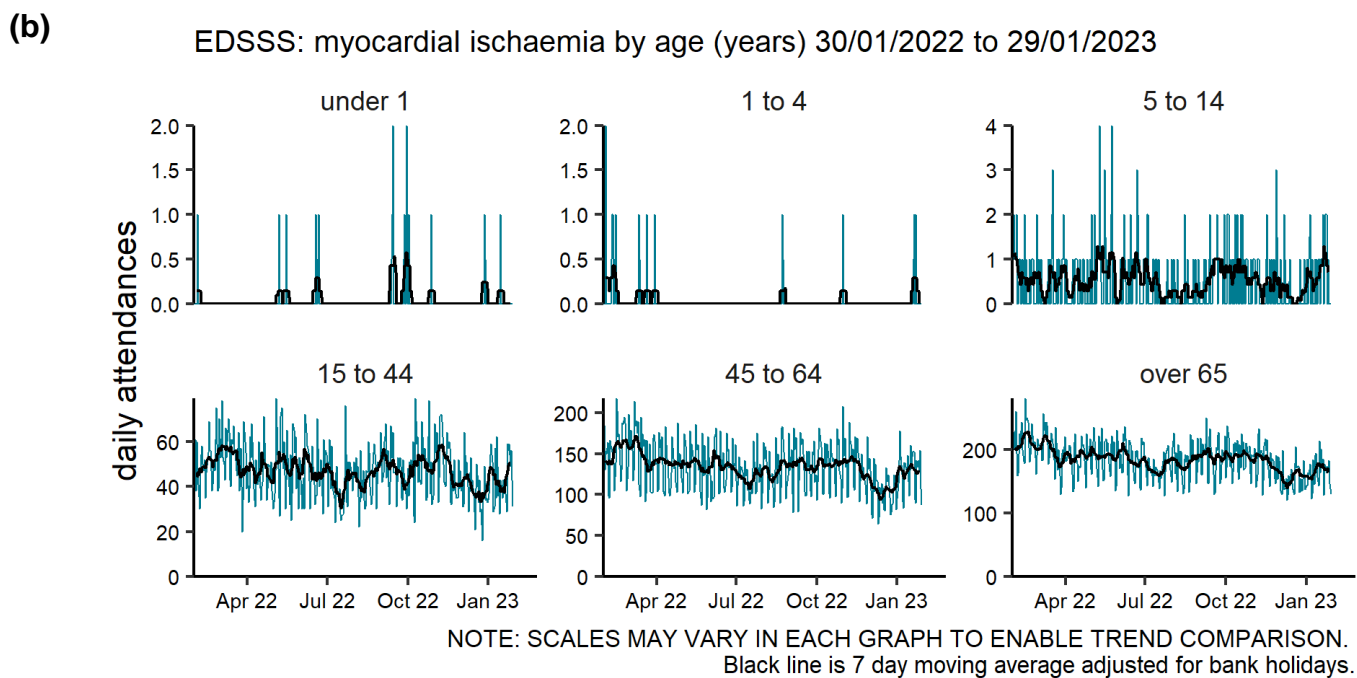 (b)
EDSSS: myocardial ischaemia by age (years) 30/01/2022 to 29/01/2023
daily attendances
under 1
2.0
1.5
1.0
0.5
0.0
1 to 4
2.0
1.5
1.0
0.5
0.0
5 to 14
4
3
2
1
0
15 to 44
60
40
20
0
Apr 22 Jul 22 Oct 22 Jan 23
45 to 64
200
150
100
50
0
Apr 22 Jul 22 Oct 22 Jan 23
over 65
200
100
0
Apr 22 Jul 22 Oct 22 Jan 23
NOTE: SCALES MAY VARY IN EACH GRAPH TO ENABLE TREND COMPARISON.
Black line is 7 day moving average adjusted for bank holidays.